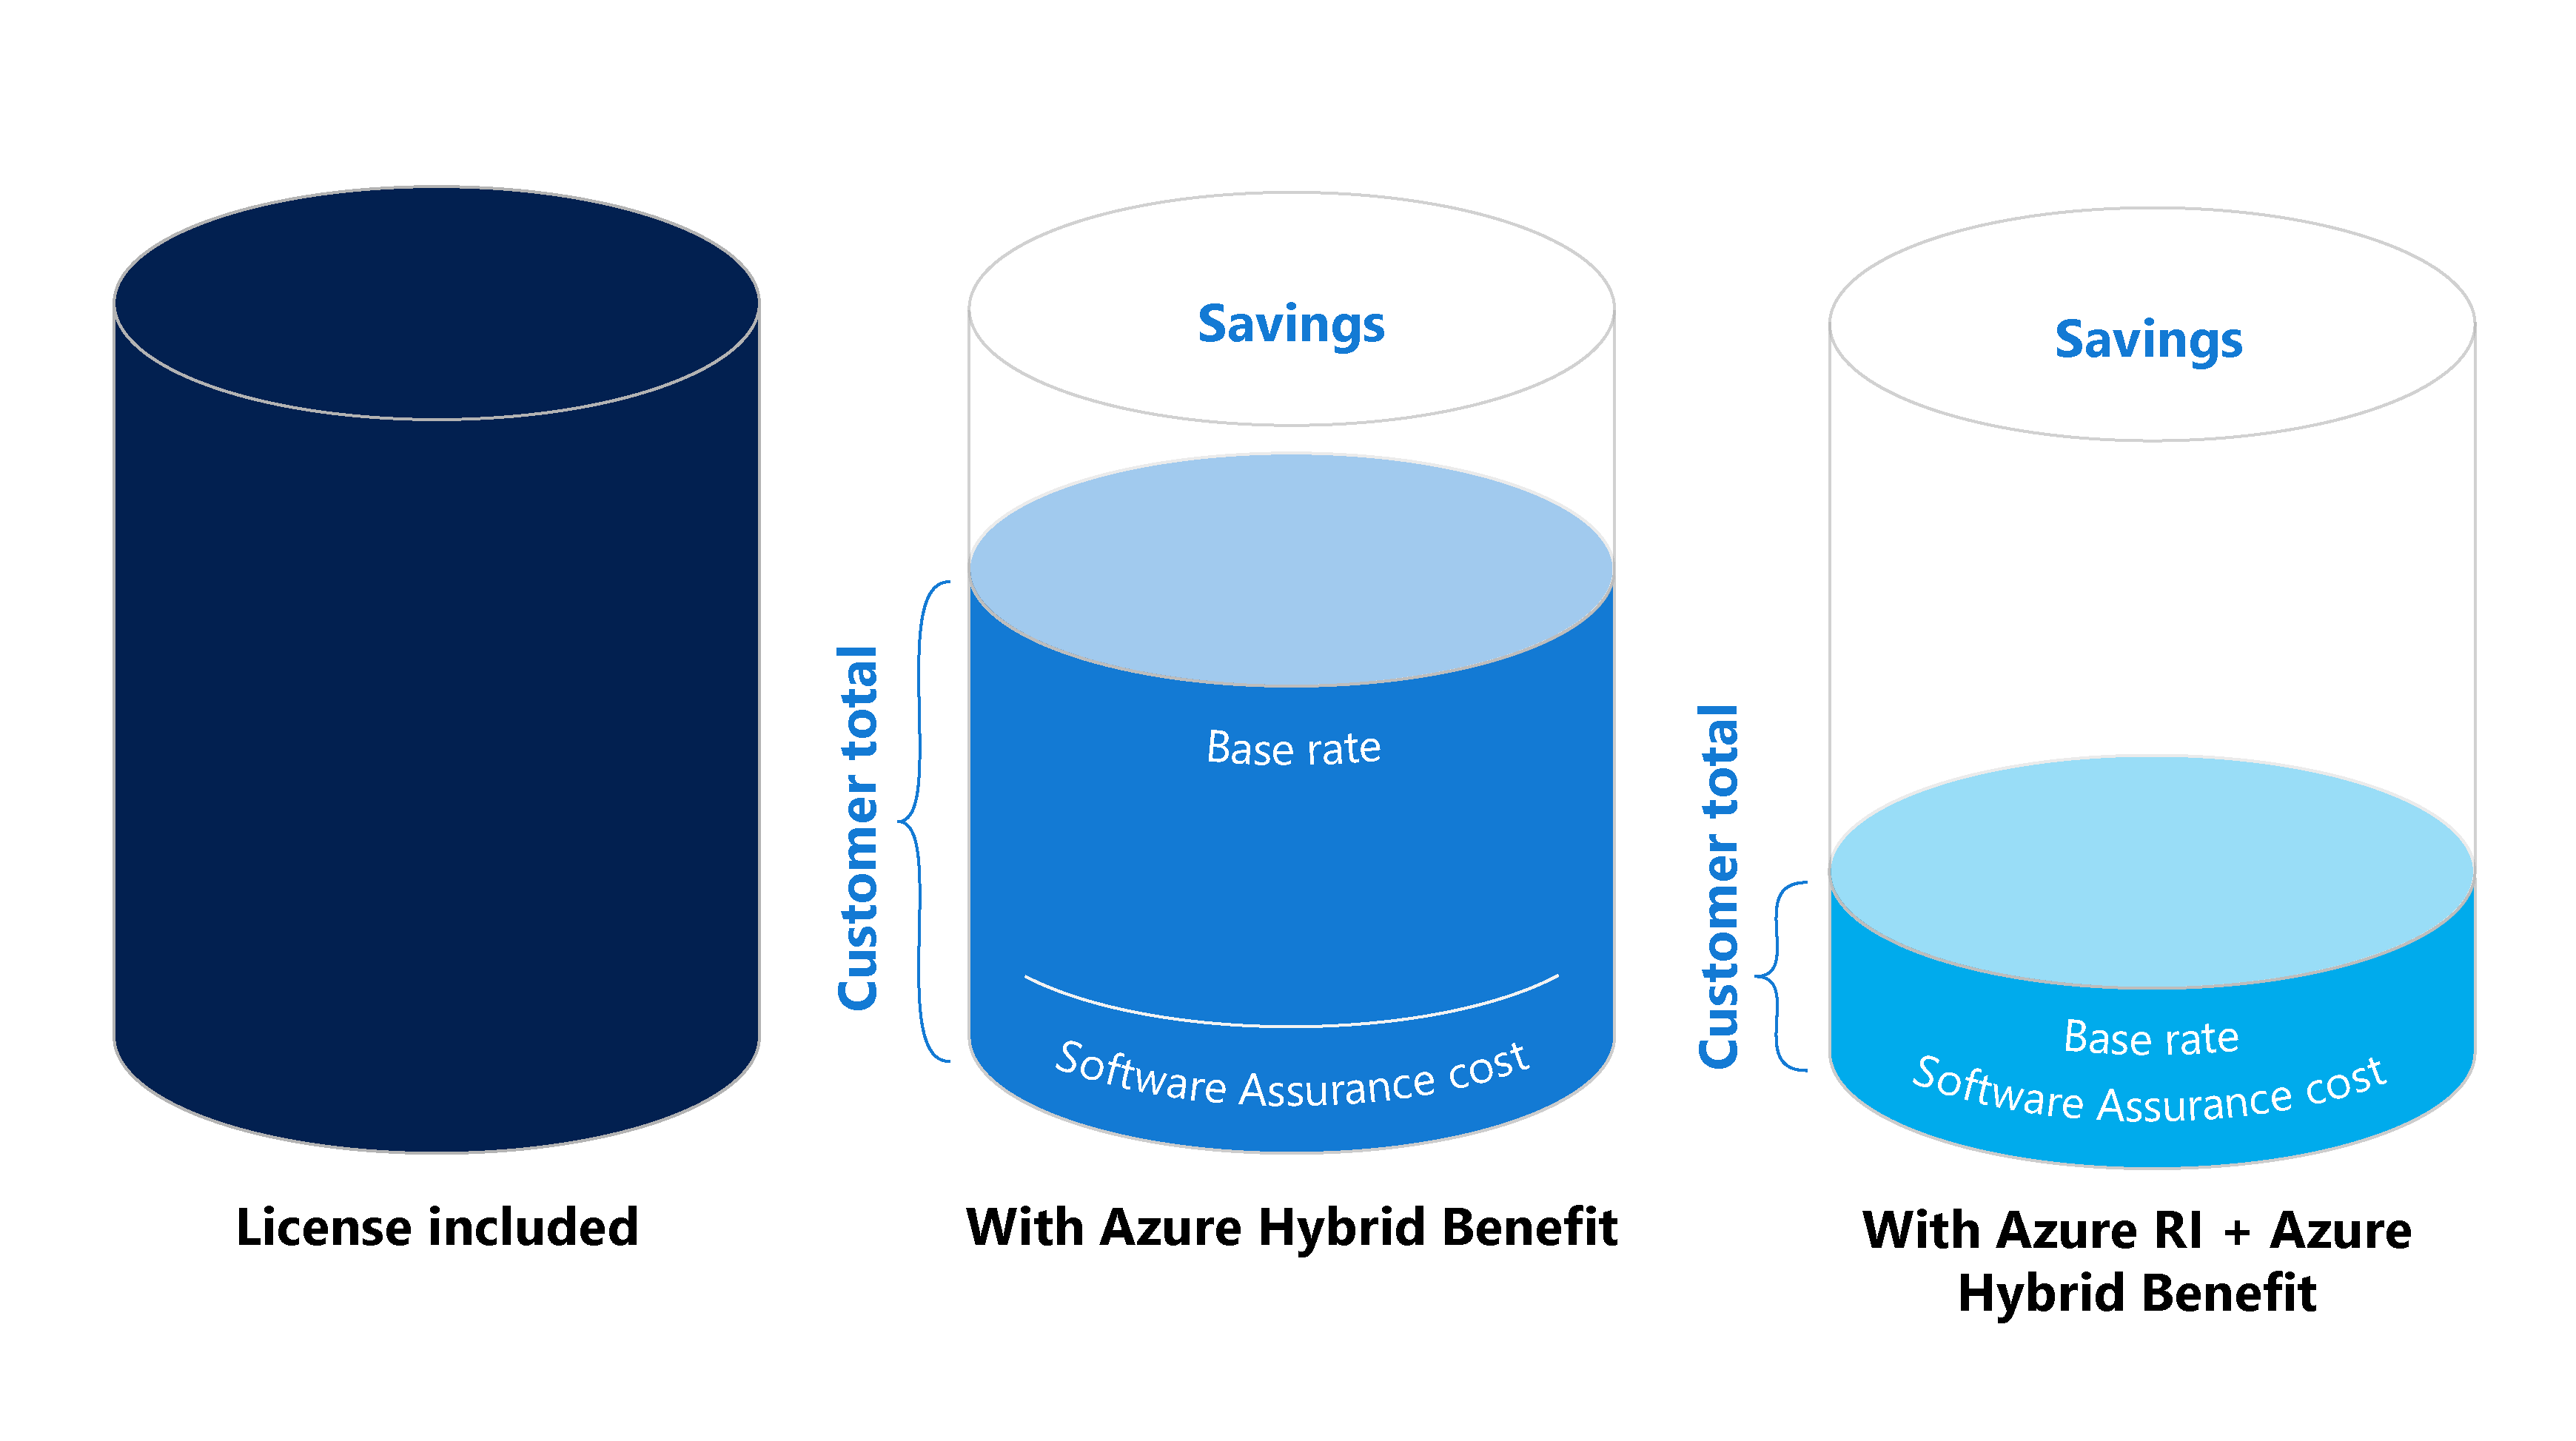 Savings
Customer total
Base rate
Software Assurance cost
Savings
Customer total
Base rate
Software Assurance cost
License included
With Azure Hybrid Benefit
With Azure RI + Azure
Hybrid Benefit